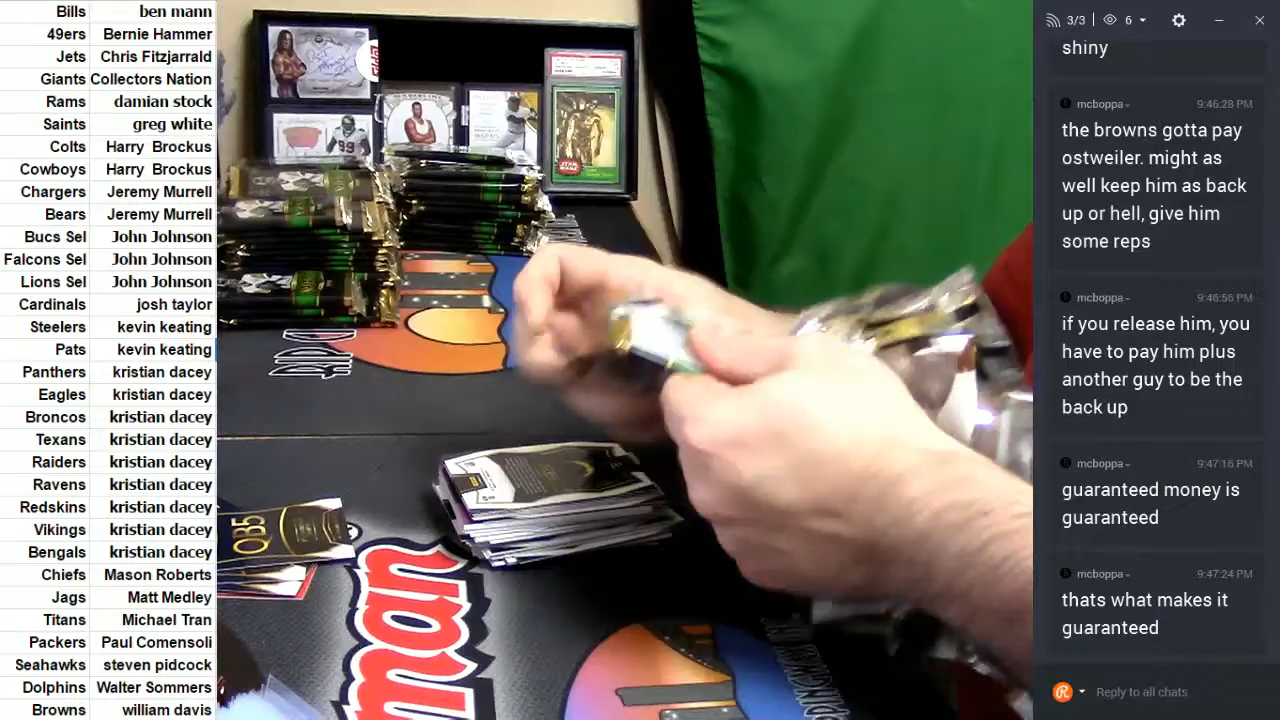 Bills ben mann
49ers Bernie Hammer
Jets Chris Fitzjarrald
Giants Collectors Nation
Rams damian stock
Saints greg white
Colts Harry Brockus
Cowboys Harry Brockus
Chargers Jeremy Murrell
Bears Jeremy Murrell
Bucs Sel John Johnson
Falcons Sel John Johnson
Lions Sel John Johnson
Cardinals josh taylor
Steelers kevin keating
Pats kevin keating
Panthers kristian dacey
Eagles kristian dacey
Broncos kristian dacey
Texans kristian dacey
Raiders kristian dacey
Ravens kristian dacey
Redskins kristian dacey
Vikings kristian dacey
Bengals kristian dacey
Chiefs Mason Roberts
Jags Matt Medley
Titans Michael Tran
Packers Paul Comensoli
Seahawks steven pidcock
Dolphins Walter Sommers
Browns william davis
STAR WARS
QB5
3/3 6
shiny
mcboppa 9:46:28 PM
the browns gotta pay
ostweiler. might as
well keep him as back
up or hell, give him
some reps
mcboppa 9:46:56 PM
if you release him, you
have to pay him plus
another guy to be the
back up
mcboppa 9:47:16 PM
guaranteed money is
guaranteed
mcboppa 9:47:24 PM
thats what makes it
guaranteed
Reply to all chats